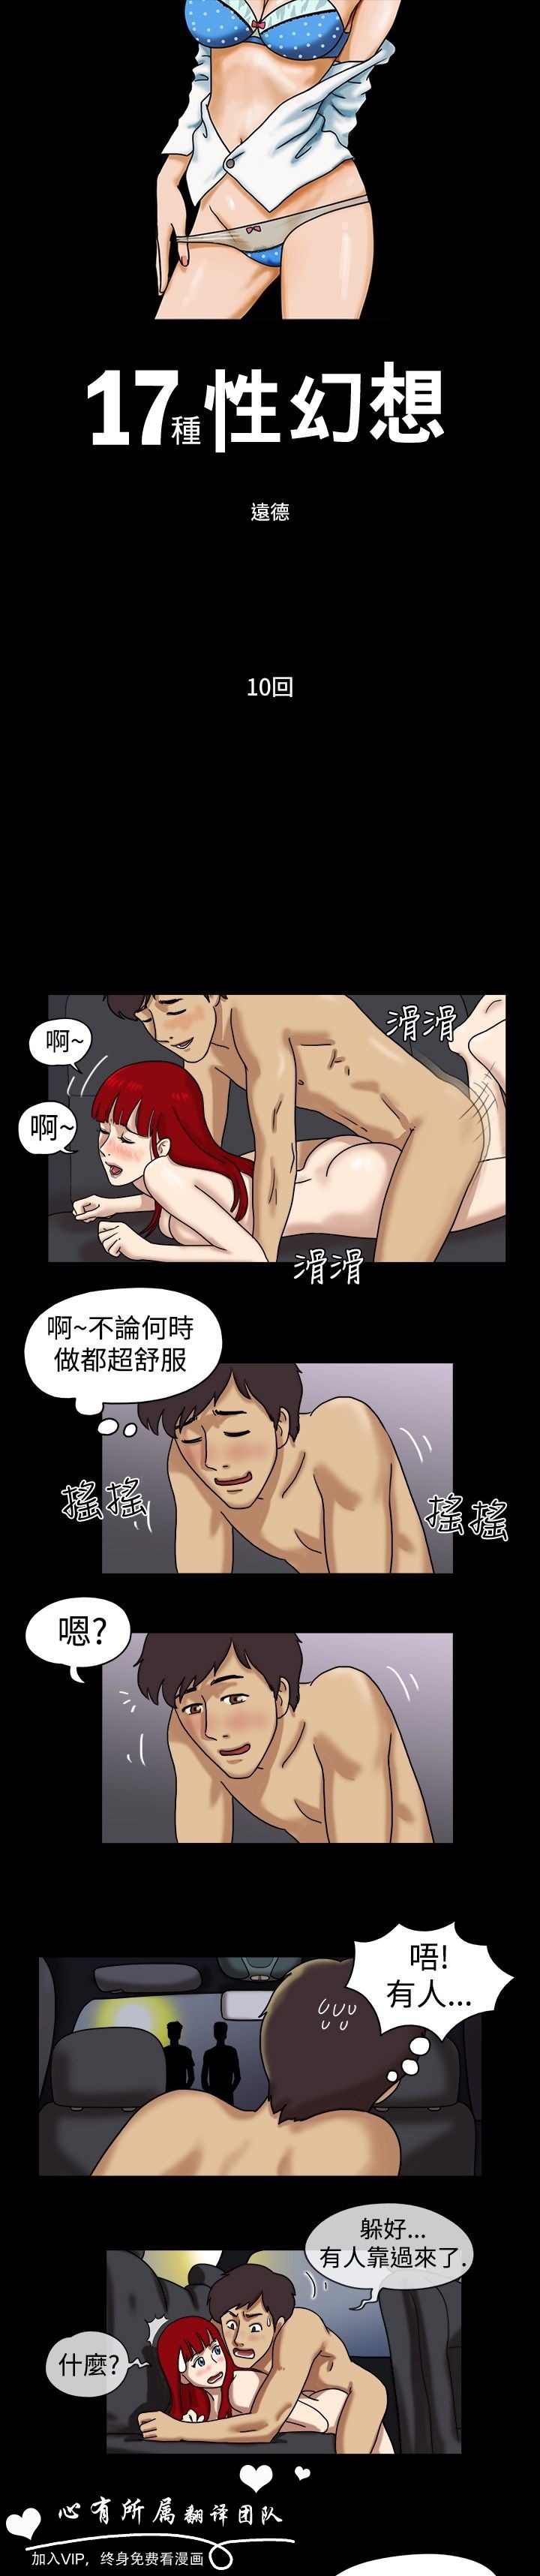 17種性幻想
遠德
10回
啊~
滑滑
啊~
滑滑
啊~不論何時
做都超舒服
搖搖
搖搖
嗯?
唔!
有人...
躲好...
有人靠過來了.
什麼?
心有所属翻译团队
加入VIP，终身免费看漫画